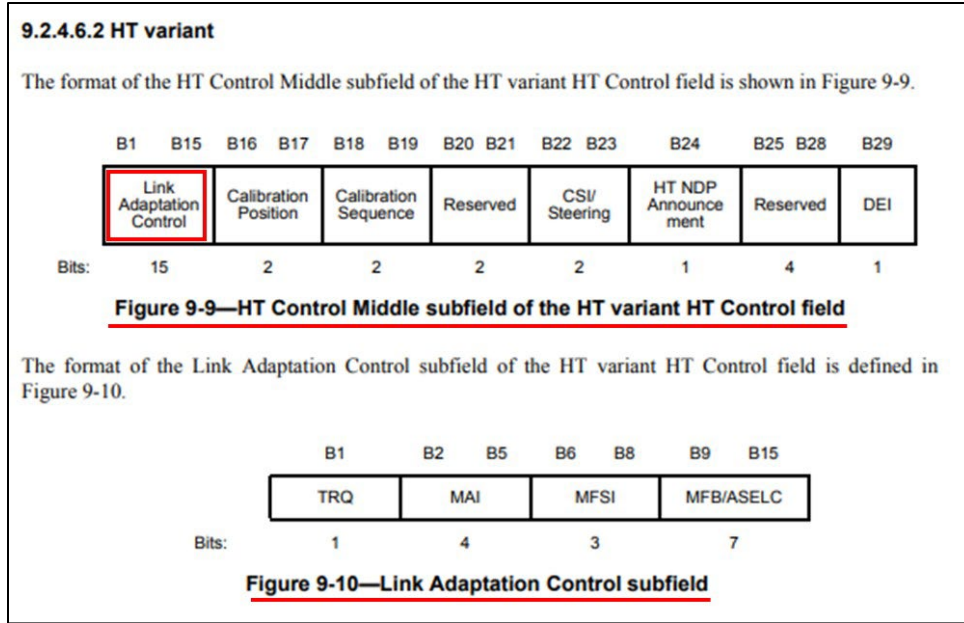 9.2.4.6.2 HT variant
The format of the HT Control Middle subfield of the HT variant HT Control field is shown in Figure 9-9.
B1 B15 B16 B17 B18 B19 B20 B21 B22 B23 B24 B25 B28 B29
Link
Adaptation
Control
Calibration
Position
Calibration
Sequence
Reserved
CSI/
Steering
HT NDP
Announce
ment
Reserved
DEI
Bits: 15 2 2 2 2 1 4 1
Figure 9-9—HT Control Middle subfield of the HT variant HT Control field
The format of the Link Adaptation Control subfield of the HT variant HT Control field is defined in
Figure 9-10.
B1 B2 B5 B6 B8 B9 B15
TRQ MAI MFSI MFB/ASELC
Bits: 1 4 3 7
Figure 9-10—Link Adaptation Control subfield